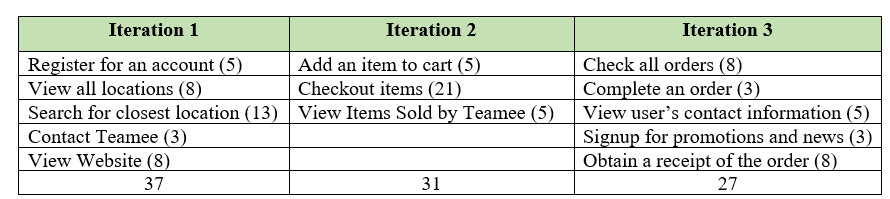 Iteration 1 Iteration 2 Iteration 3
Register for an account (5) Add an item to cart (5) Check all orders (8)
View all locations (8) Checkout items (21) Complete an order (3)
Search for closest location (13) View Items Sold by Teamee (5) View user's contact information (5)
Contact Teamee (3) Signup for promotions and news (3)
View Website (8) Obtain a receipt of the order (8)
37 31 27